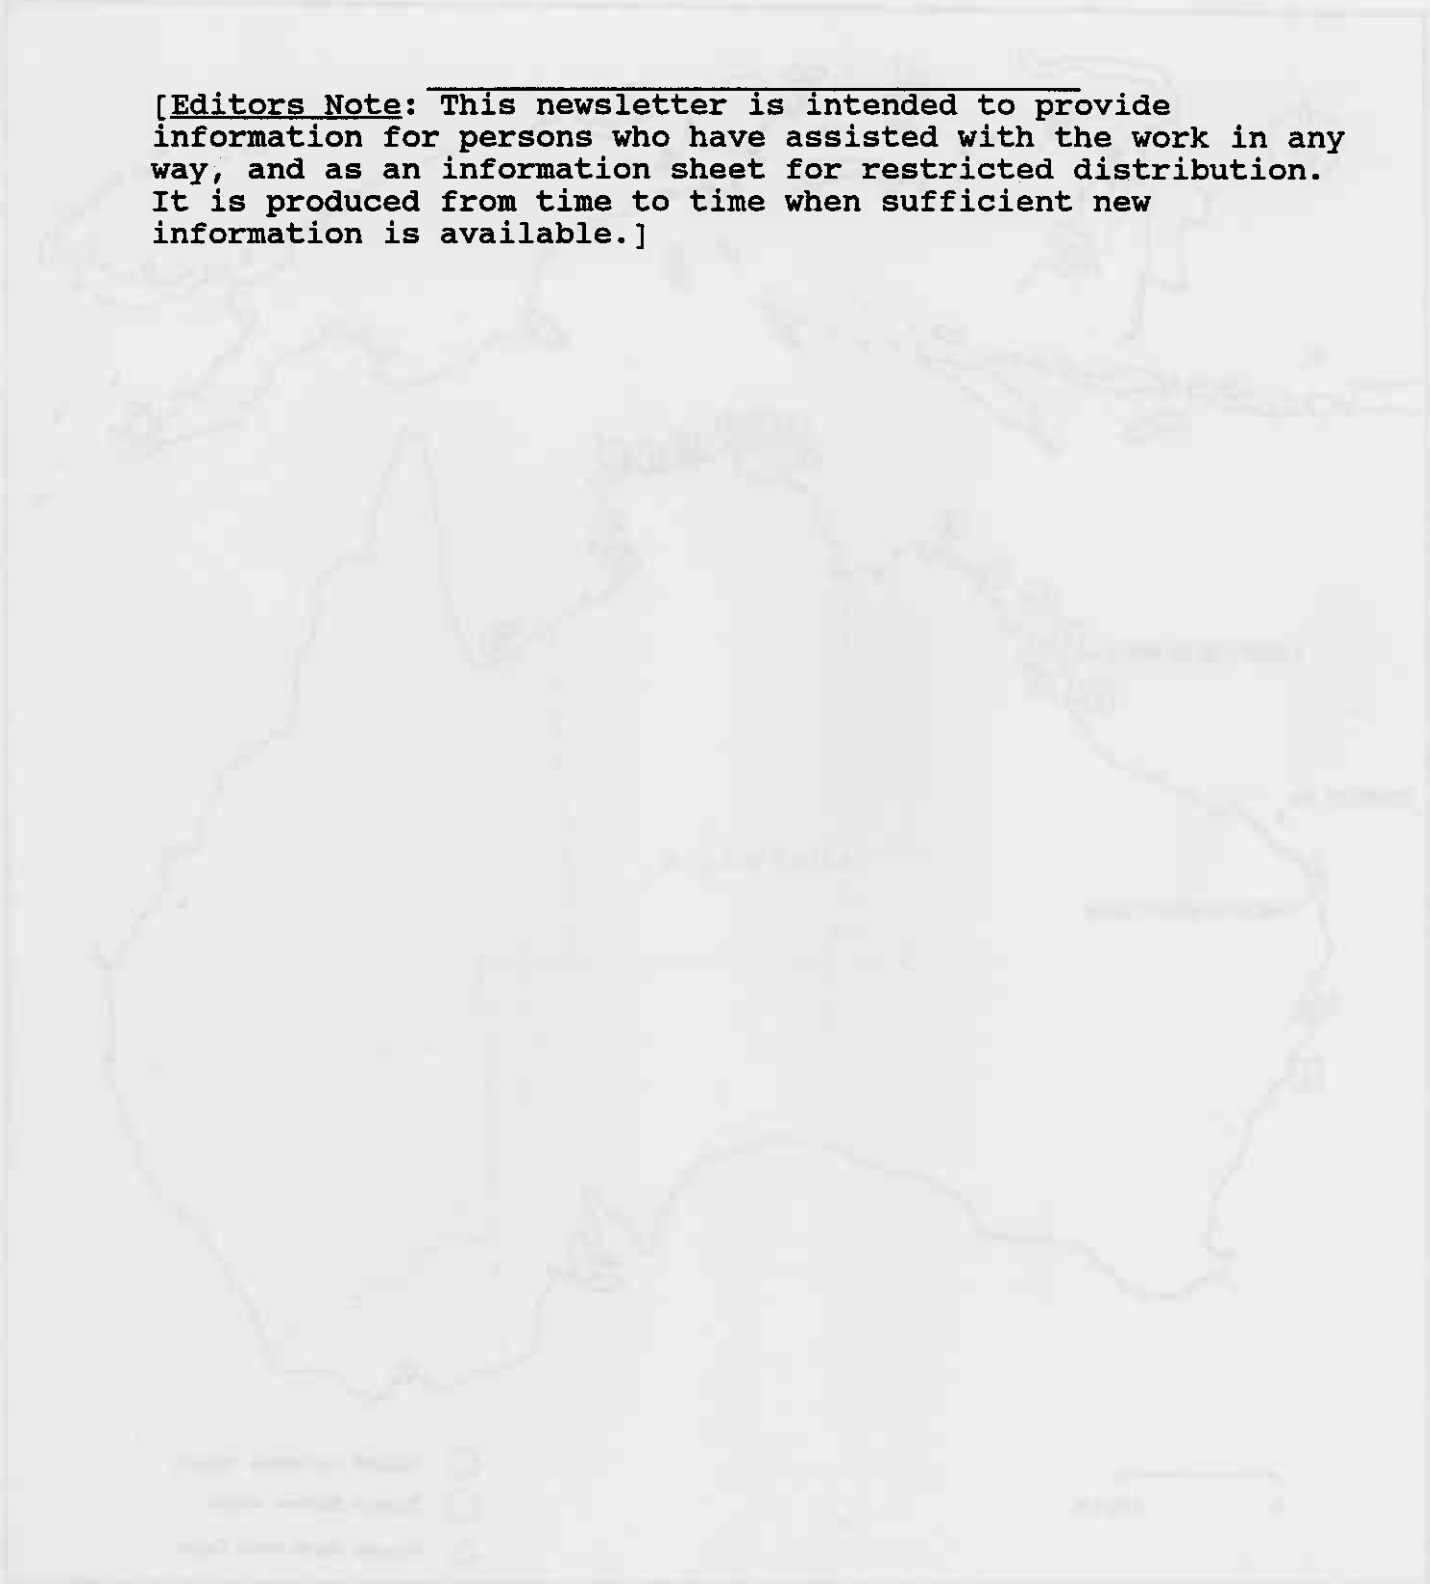 [Editors Note: This newsletter is intended to provide
information for persons who have assisted with the work in any
way, and as an information sheet for restricted distribution.
It is produced from time to time when sufficient new
information is available.]